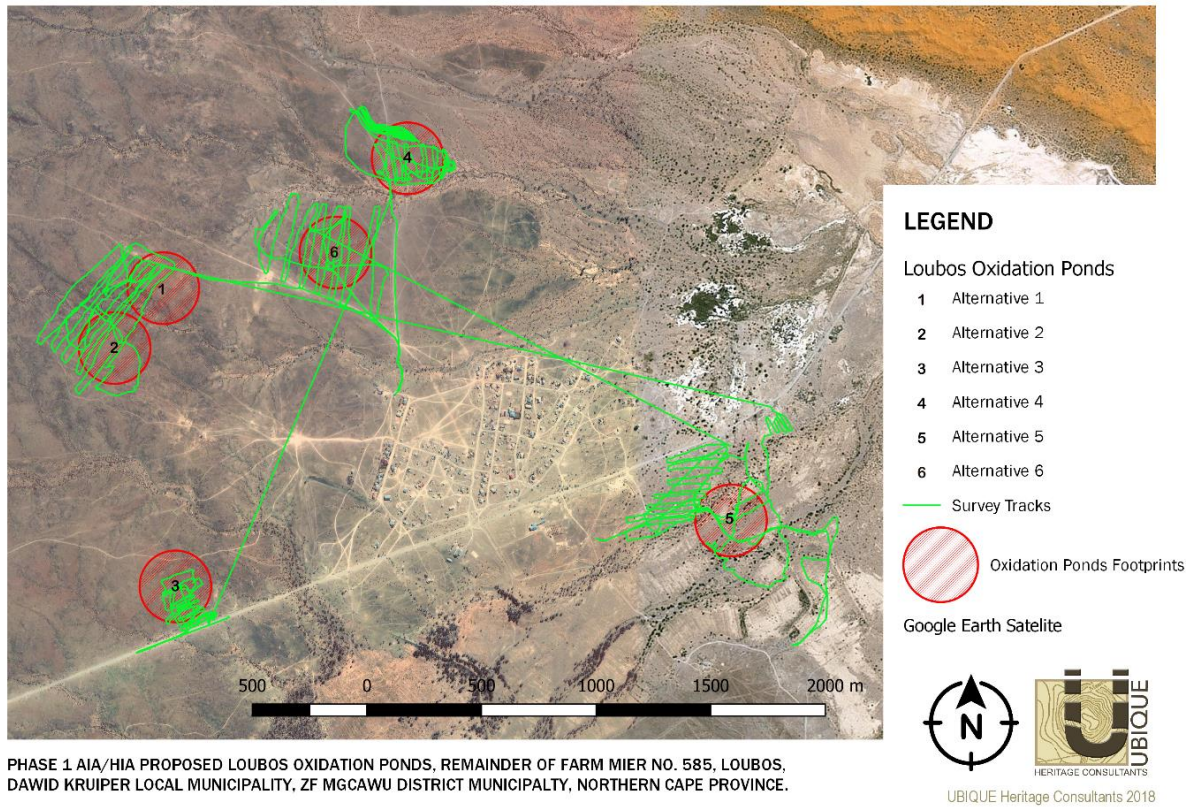 4
6
1
2
5
3
500 0 500 1000 1500 2000 m
LEGEND
Loubos Oxidation Ponds
1 Alternative 1
2 Alternative 2
3 Alternative 3
4 Alternative 4
5 Alternative 5
6 Alternative 6
Survey Tracks
Oxidation Ponds Footprints
Google Earth Satelite
N
UBIQUE
HERITAGE CONSULTANTS
PHASE 1 AIA/HIA PROPOSED LOUBOS OXIDATION PONDS, REMAINDER OF FARM MIER NO. 585, LOUBOS,
DAWID KRUIPER LOCAL MUNICIPALITY, ZF MGCAWU DISTRICT MUNICIPALTY, NORTHERN CAPE PROVINCE.
UBIQUE Heritage Consultants 2018